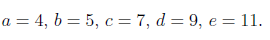 a = 4, b = 5, c = 7, d = 9, e = 11.